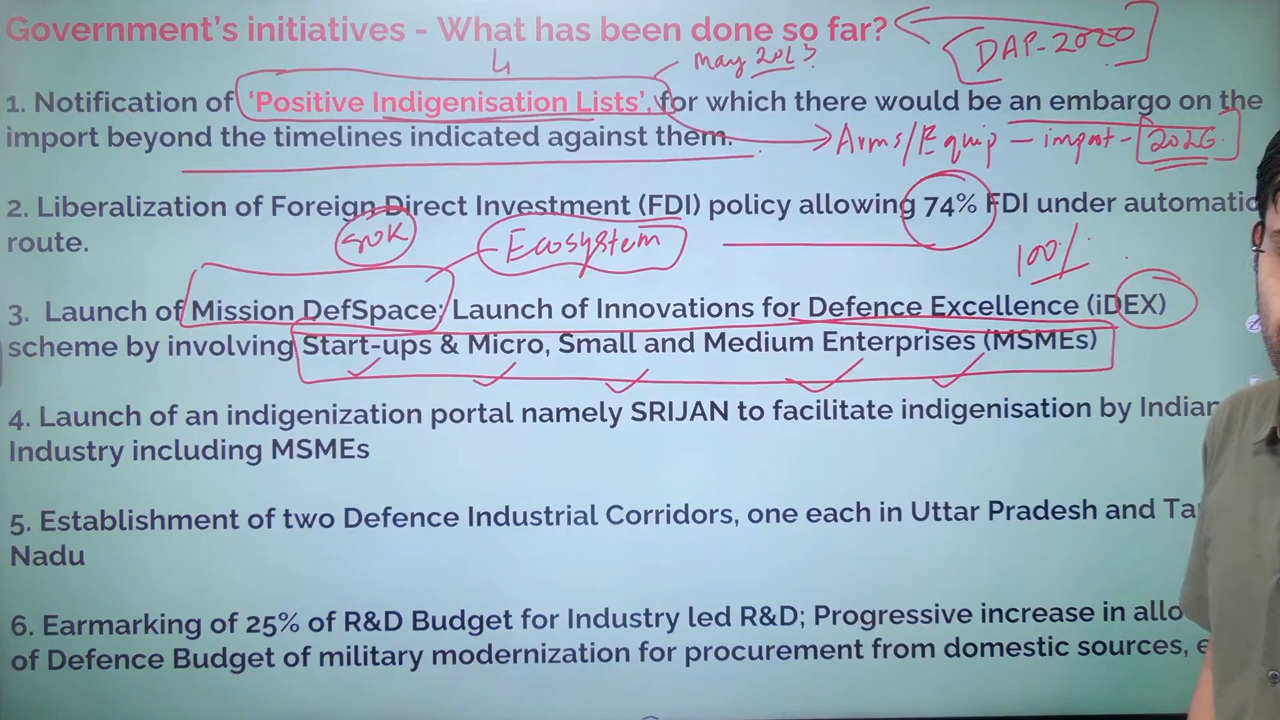 Government's initiatives - What has been done so far?
DAP-2020
4
May 2023
1. Notification of 'Positive Indigenisation Lists', for which there would be an embargo on the
import beyond the timelines indicated against them.
Arms/Equip - import - 2026
2. Liberalization of Foreign Direct Investment (FDI) policy allowing 74% FDI under automatic
route.
Ecosystem
100%
3. Launch of Mission DefSpace; Launch of Innovations for Defence Excellence (iDEX)
scheme by involving Start-ups & Micro, Small and Medium Enterprises (MSMEs)
4. Launch of an indigenization portal namely SRIJAN to facilitate indigenisation by Indian
Industry including MSMEs
5. Establishment of two Defence Industrial Corridors, one each in Uttar Pradesh and Ta
Nadu
6. Earmarking of 25% of R&D Budget for Industry led R&D; Progressive increase in allo
of Defence Budget of military modernization for procurement from domestic sources, e